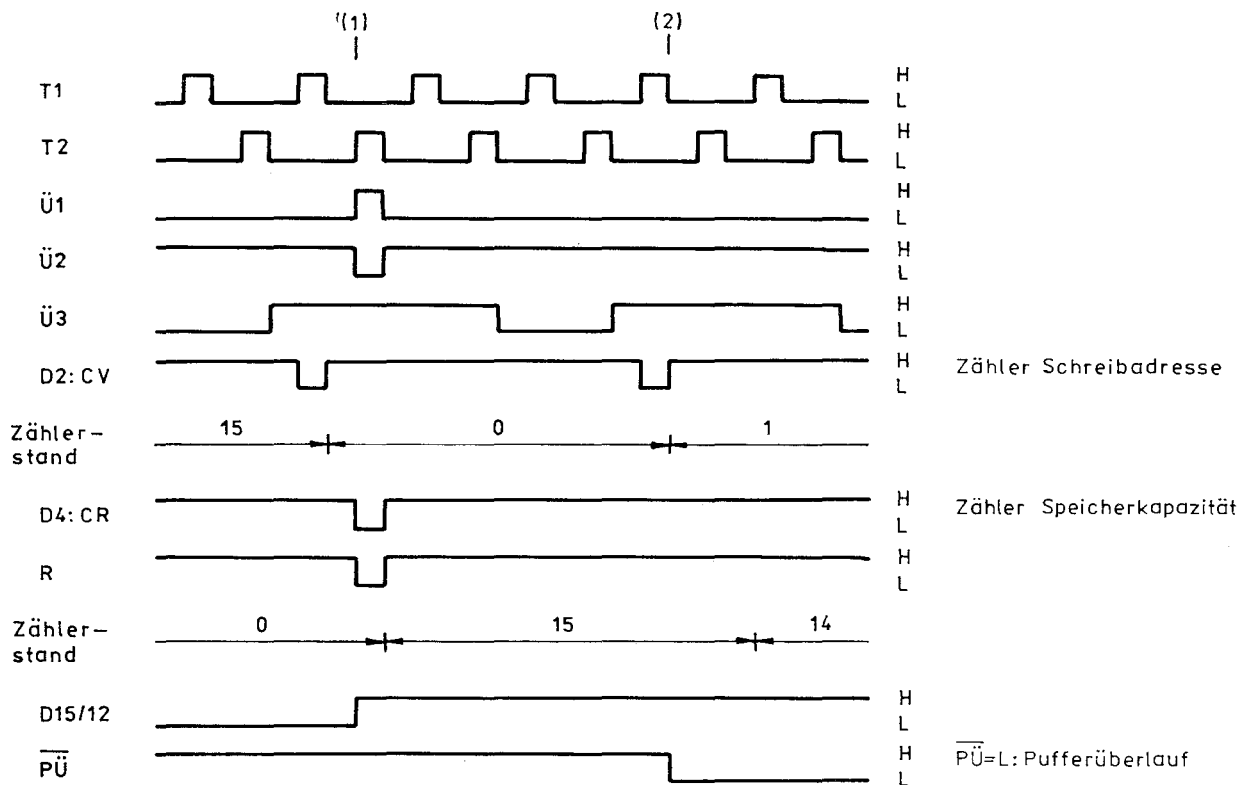 (1) (2)
T1 H
L
T2 H
L
Ü1 H
L
Ü2 H
L
Ü3 H
L
D2: CV H Zähler Schreibadresse
L
Zähler-
stand 15 0 1
D4: CR H Zähler Speicherkapazität
L
R H
L
Zähler-
stand 0 15 14
D15/12 H
L
PÜ H PÜ=L: Pufferüberlauf
L